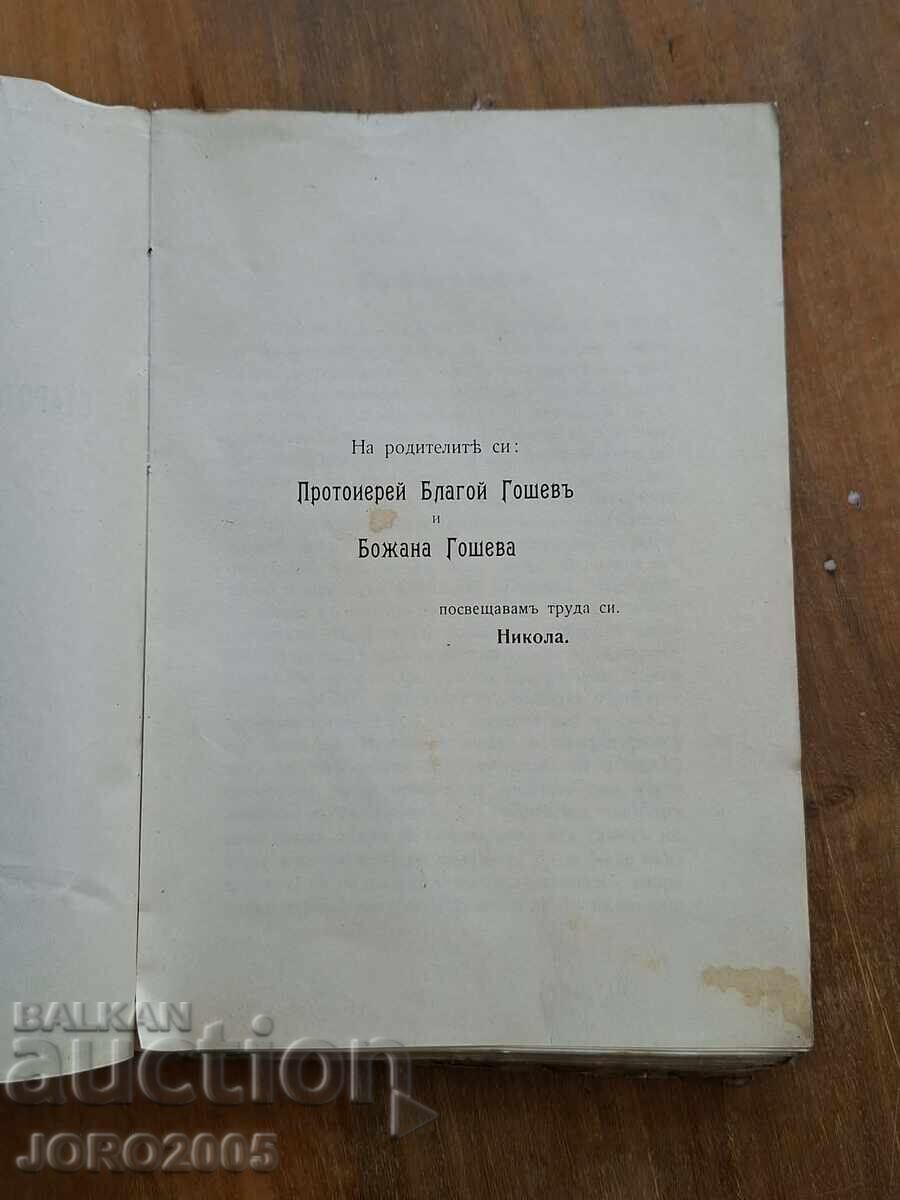 На родителитѣ си:
Протоиерей Благой Гошевъ
и
Божана Гошева
посвещавамъ труда си.
Никола.
BALKAN
auction
JORO2005